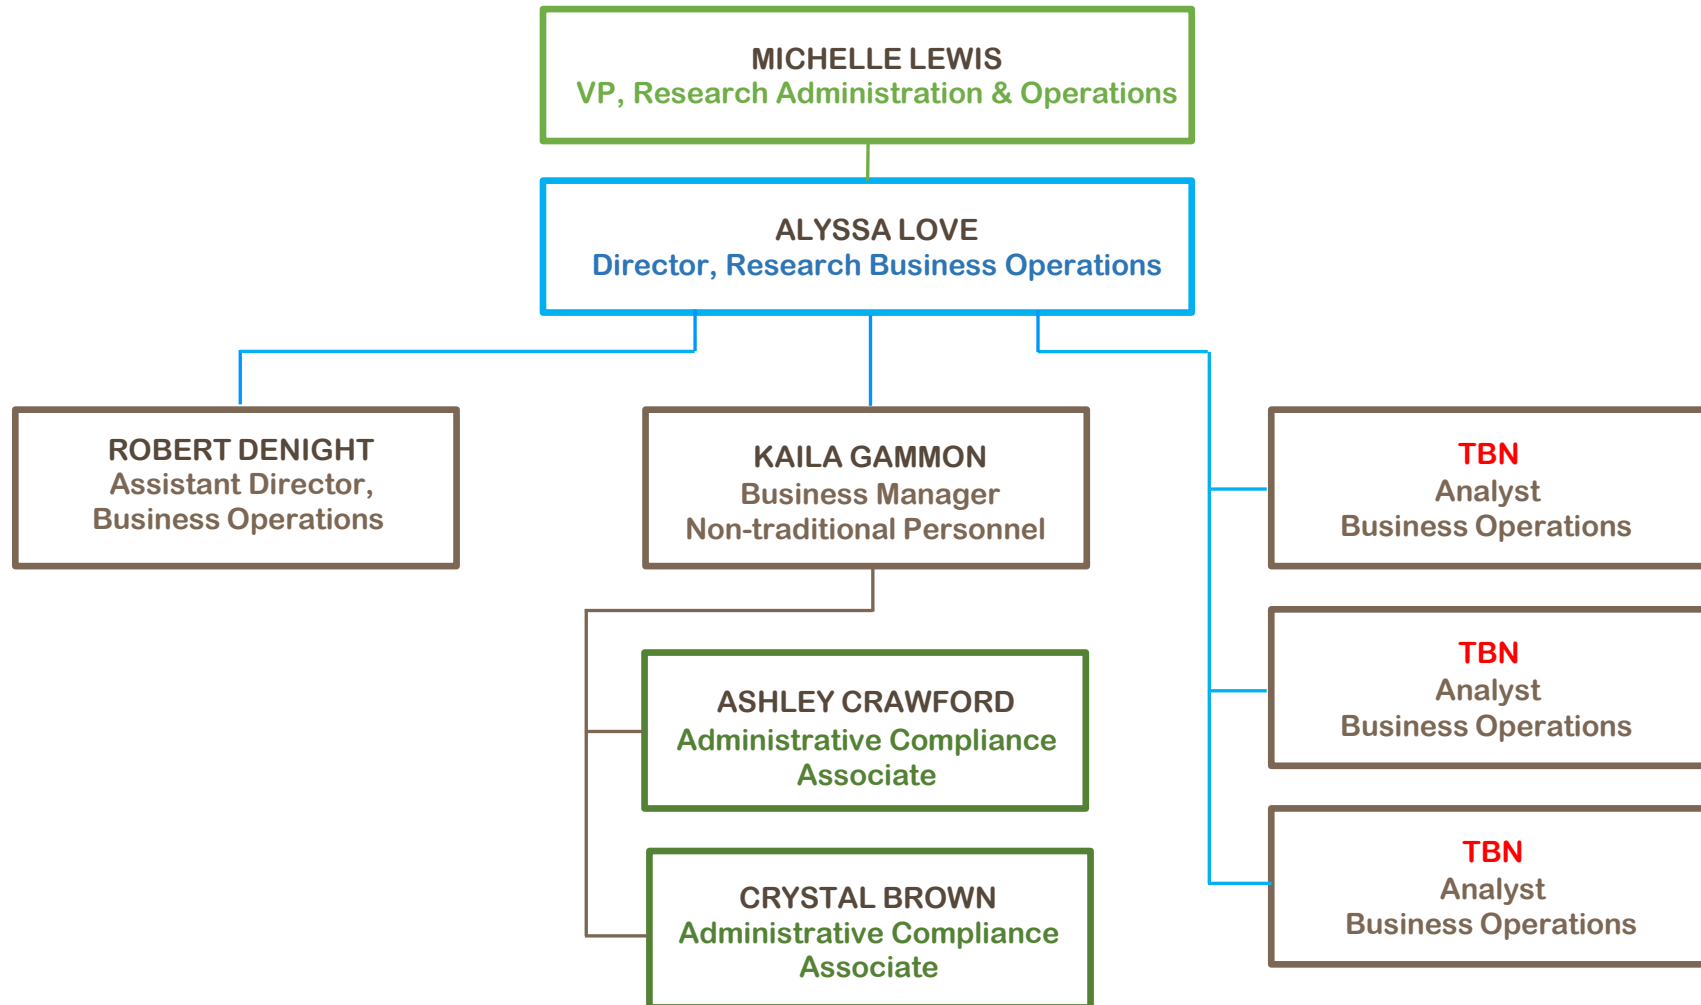 MICHELLE LEWIS
VP, Research Administration & Operations
ALYSSA LOVE
Director, Research Business Operations
ROBERT DENIGHT
Assistant Director,
Business Operations
KAILA GAMMON
Business Manager
Non-traditional Personnel
ASHLEY CRAWFORD
Administrative Compliance
Associate
CRYSTAL BROWN
Administrative Compliance
Associate
TBN
Analyst
Business Operations
TBN
Analyst
Business Operations
TBN
Analyst
Business Operations